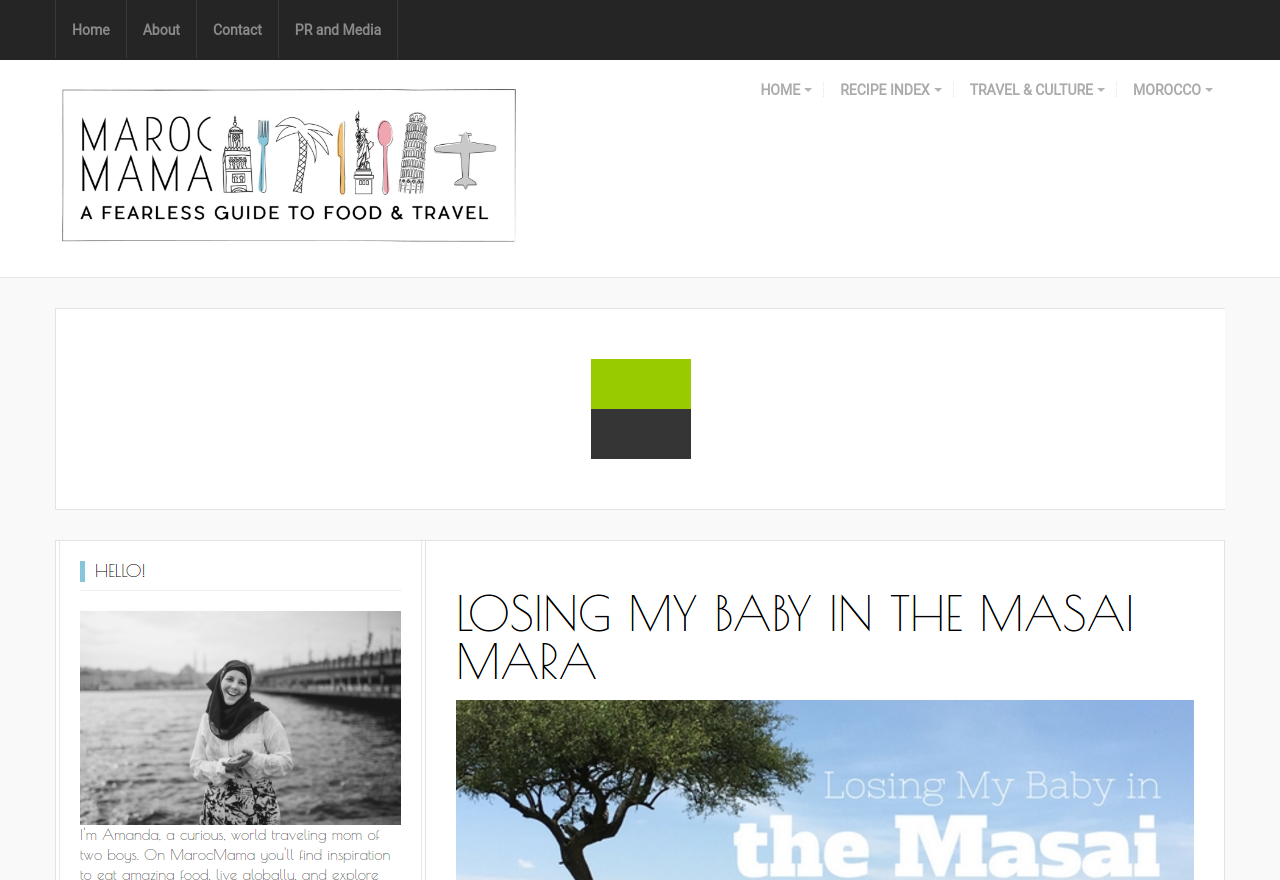 Home
About
Contact
PR and Media
HOME
RECIPE INDEX
TRAVEL & CULTURE
MOROCCO
MAROC
MAMA
A FEARLESS GUIDE TO FOOD & TRAVEL
HELLO!
I'm Amanda, a curious, world traveling mom of
two boys. On MarocMama you'll find inspiration
to eat amazing food, live globally, and explore
LOSING MY BABY IN THE MASAI
MARA
Losing My Baby in
the Masai